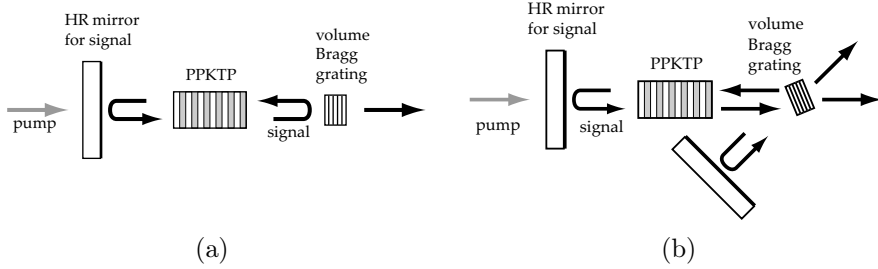 HR mirror
for signal
PPKTP
volume
Bragg
grating
pump
signal
(a)
HR mirror
for signal
PPKTP
volume
Bragg
grating
pump
signal
(b)